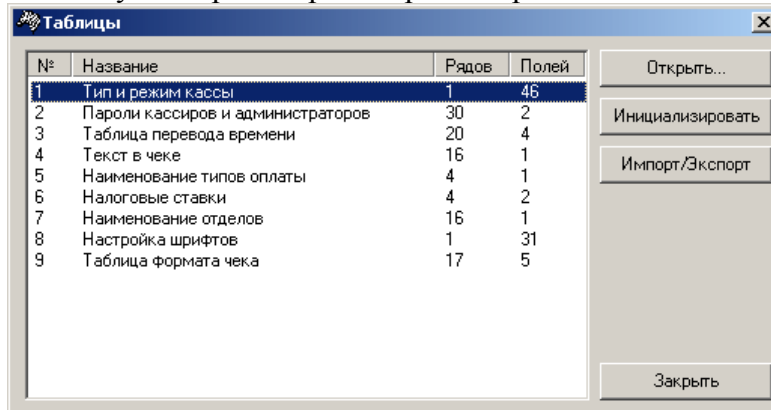 Таблицы
№ Название Рядов Полей
1 Тип и режим кассы 1 46
2 Пароли кассиров и администраторов 30 2
3 Таблица перевода времени 20 4
4 Текст в чеке 16 1
5 Наименование типов оплаты 4 1
6 Налоговые ставки 4 2
7 Наименование отделов 16 1
8 Настройка шрифтов 1 31
9 Таблица формата чека 17 5
Открыть...
Инициализировать
Импорт/Экспорт
Закрыть